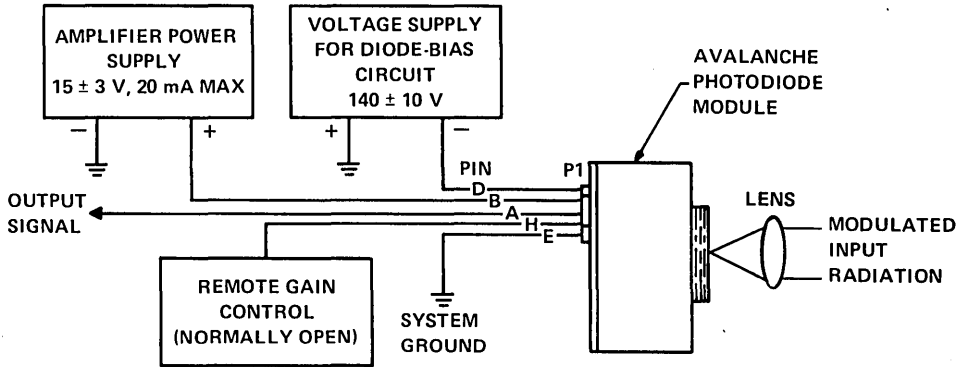 AMPLIFIER POWER
SUPPLY
15 ± 3 V, 20 mA MAX
VOLTAGE SUPPLY
FOR DIODE-BIAS
CIRCUIT
140 ± 10 V
AVALANCHE
PHOTODIODE
MODULE
−
+
+
−
PIN
P1
D
B
A
H
E
OUTPUT
SIGNAL
LENS
MODULATED
INPUT
RADIATION
REMOTE GAIN
CONTROL
(NORMALLY OPEN)
SYSTEM
GROUND